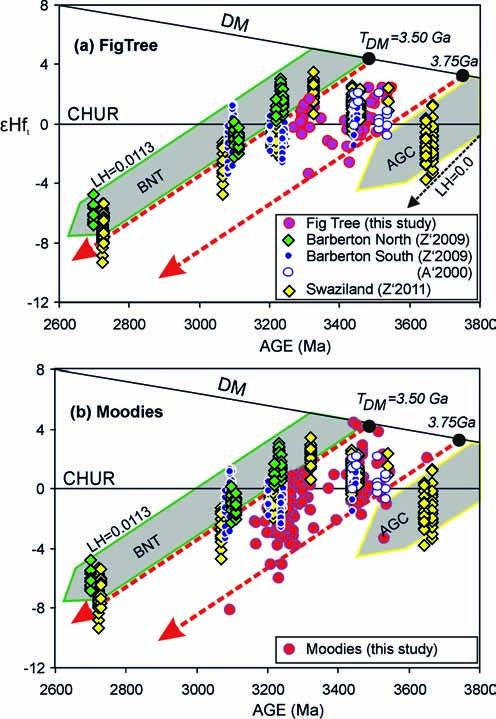 (a) FigTree
DM
T DM =3.50 Ga
3.75Ga
8
4
0
-4
-8
-12
εHf t
CHUR
LH=0.0113
BNT
AGC
LH=0.0
Fig Tree (this study)
Barberton North (Z'2009)
Barberton South (Z'2009)
(A'2000)
Swaziland (Z'2011)
2600 2800 3000 3200 3400 3600 3800
AGE (Ma)
(b) Moodies
DM
T DM =3.50 Ga
3.75Ga
8
4
0
-4
-8
-12
CHUR
LH=0.0113
BNT
AGC
Moodies (this study)
2600 2800 3000 3200 3400 3600 3800
AGE (Ma)